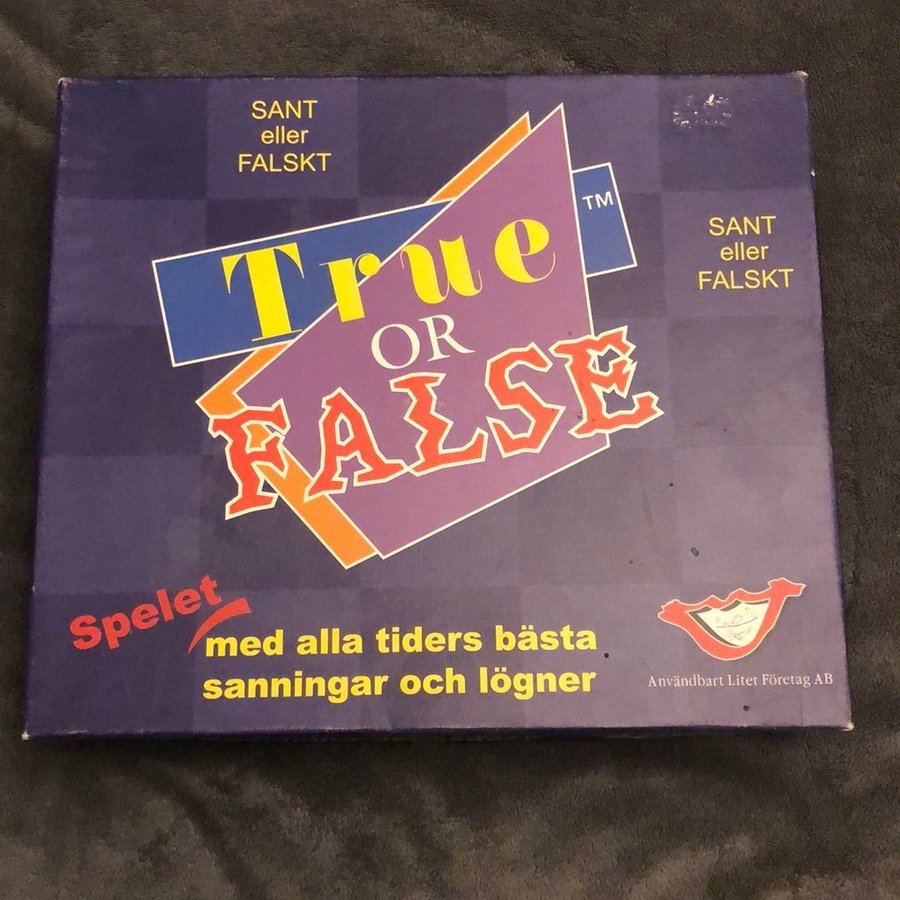 SANT
eller
FALSKT
True
TM
OR
FALSE
SANT
eller
FALSKT
Spelet
med alla tiders bästa
sanningar och lögner
Användbart Litet Företag AB